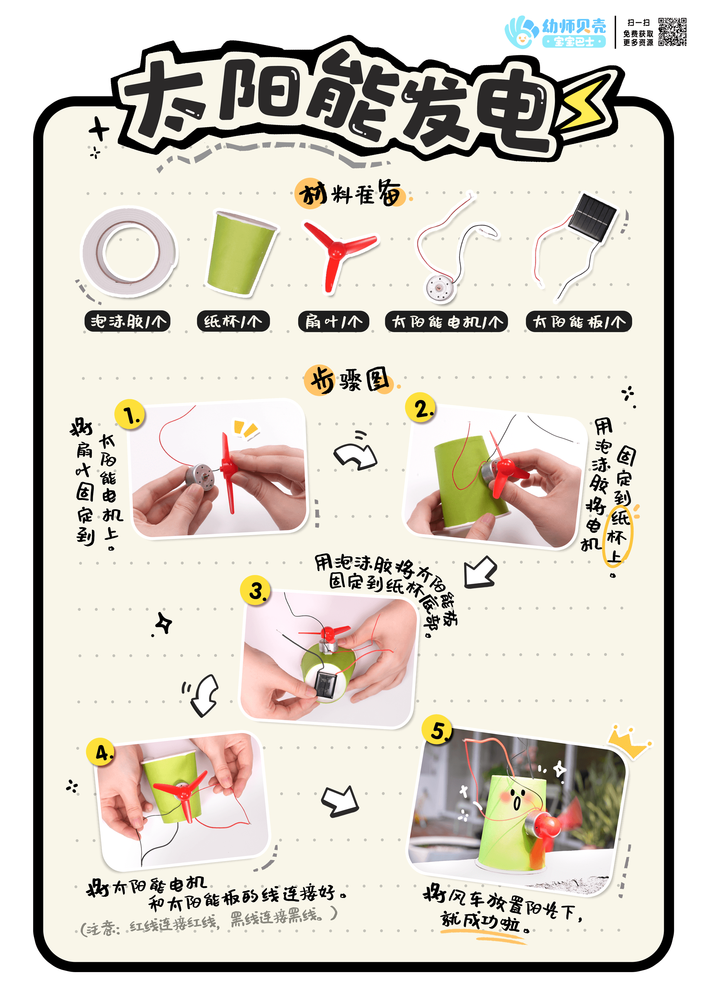 幼师贝壳
·宝宝巴士·
扫一扫
免费获取
更多资源
太阳能发电
材料准备
泡沫胶1个
纸杯1个
扇叶1个
太阳能电机1个
太阳能板1个
步骤图
1.
将扇叶固定到
太阳能电机上。
2.
用泡沫胶将电机
固定到纸杯上。
3.
用泡沫胶将太阳能板
固定到纸杯底部。
4.
将太阳能电机
和太阳能板的线连接好。
(注意：红线连接红线，黑线连接黑线。)
5.
将风车放置阳光下，
就成功啦。